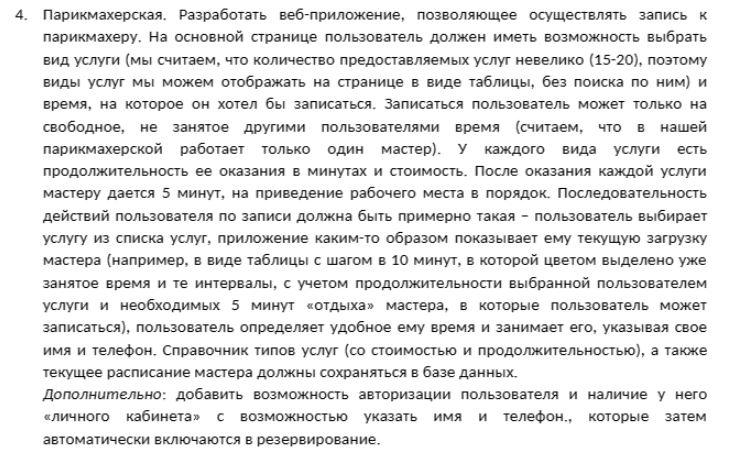 4. Парикмахерская. Разработать веб-приложение, позволяющее осуществлять запись к
парикмахеру. На основной странице пользователь должен иметь возможность выбрать
вид услуги (мы считаем, что количество предоставляемых услуг невелико (15-20), поэтому
виды услуг мы можем отображать на странице в виде таблицы, без поиска по ним) и
время, на которое он хотел бы записаться. Записаться пользователь может только на
свободное, не занятое другими пользователями время (считаем, что в нашей
парикмахерской работает только один мастер). У каждого вида услуги есть
продолжительность ее оказания в минутах и стоимость. После оказания каждой услуги
мастеру дается 5 минут, на приведение рабочего места в порядок. Последовательность
действий пользователя по записи должна быть примерно такая – пользователь выбирает
услугу из списка услуг, приложение каким-то образом показывает ему текущую загрузку
мастера (например, в виде таблицы с шагом в 10 минут, в которой цветом выделено уже
занятое время и те интервалы, с учетом продолжительности выбранной пользователем
услуги и необходимых 5 минут «отдыха» мастера, в которые пользователь может
записаться), пользователь определяет удобное ему время и занимает его, указывая свое
имя и телефон. Справочник типов услуг (со стоимостью и продолжительностью), а также
текущее расписание мастера должны сохраняться в базе данных.
Дополнительно: добавить возможность авторизации пользователя и наличие у него
«личного кабинета» с возможностью указать имя и телефон., которые затем
автоматически включаются в резервирование.